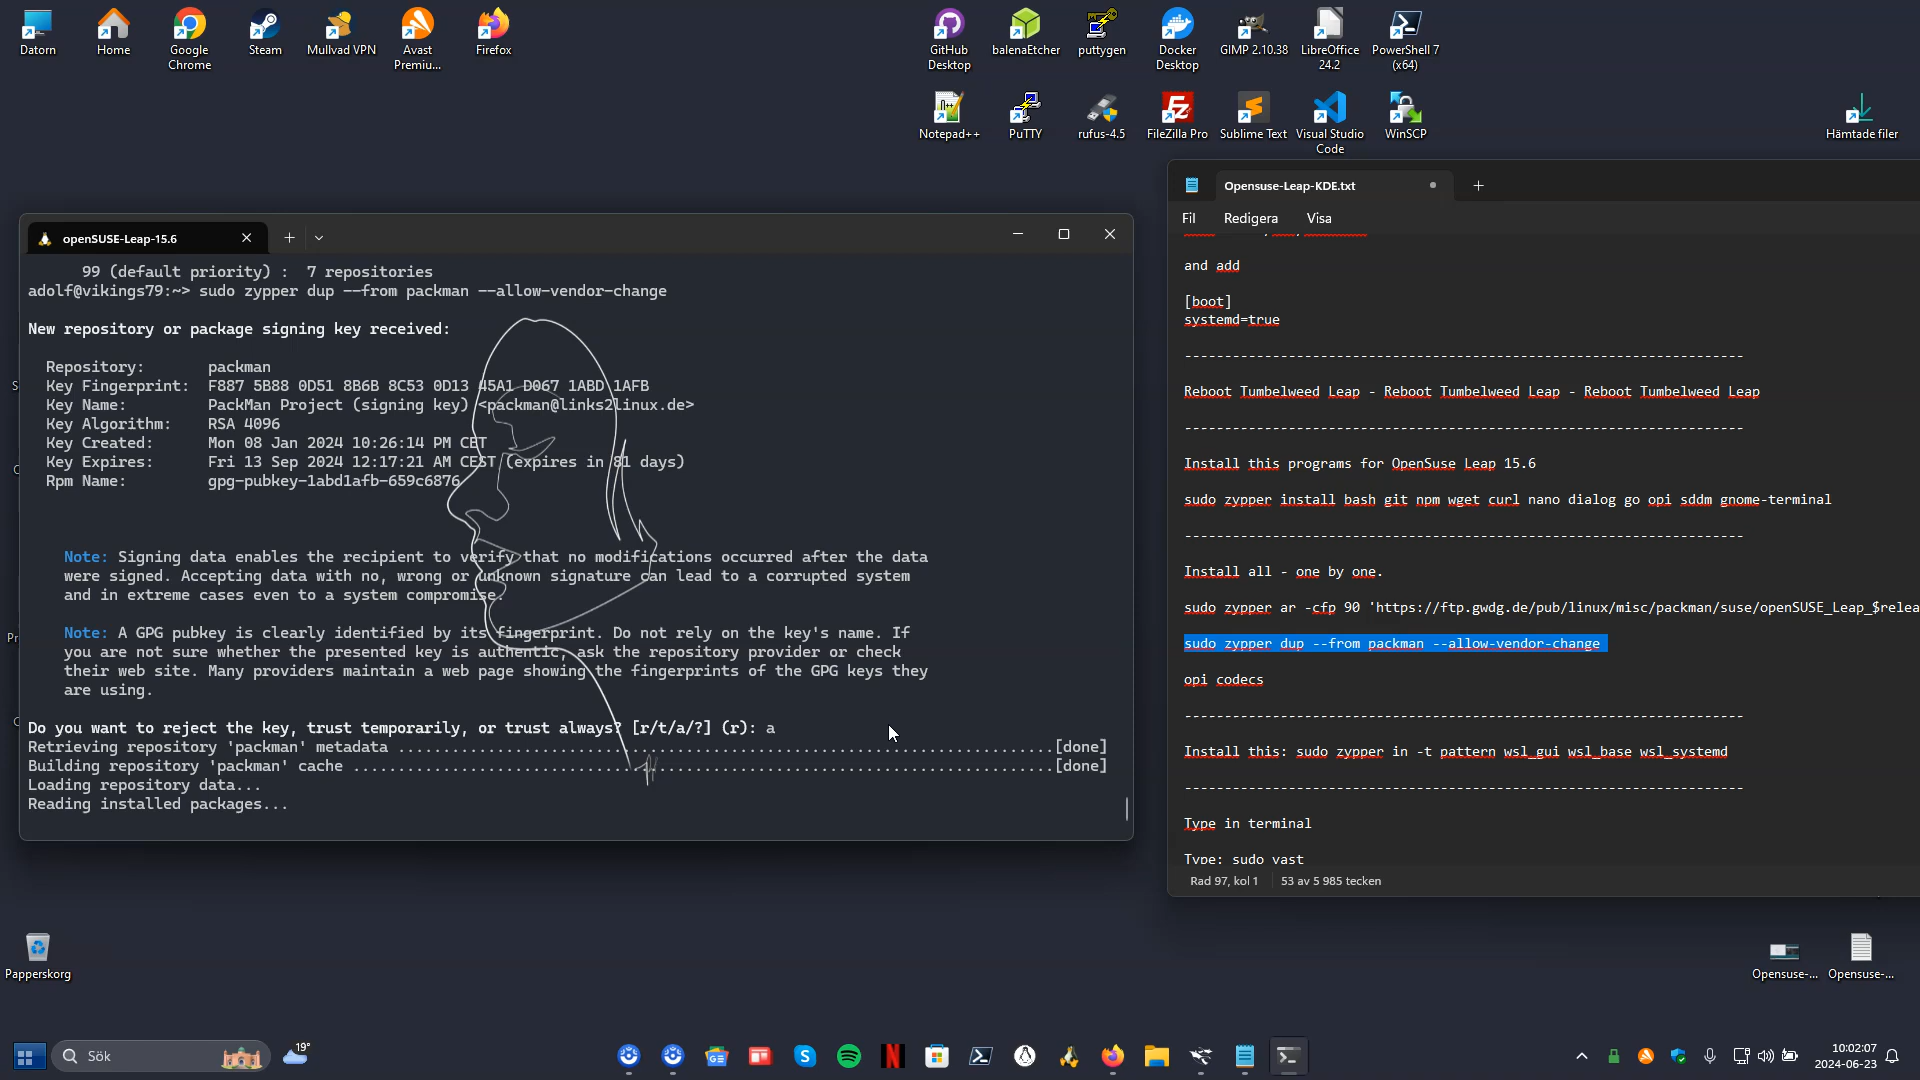 Datorn
Home
Google Chrome
Steam
Mullvad VPN
Avast Premiu...
Firefox
GitHub Desktop
balenaEtcher
puttygen
Docker Desktop
GIMP 2.10.38
LibreOffice 24.2
PowerShell 7 (x64)
Notepad++
PuTTY
rufus-4.5
FileZilla Pro
Sublime Text
Visual Studio Code
WinSCP
Hämtade filer
openSUSE-Leap-15.6
99 (default priority) :  7 repositories
adolf@vikings79:~> sudo zypper dup --from packman --allow-vendor-change
New repository or package signing key received:
Repository:       packman
Key Fingerprint:  F887 5B88 0D51 8B6B 8C53 0D13 45A1 D067 1ABD 1AFB
Key Name:         PackMan Project (signing key) <packman@links2linux.de>
Key Algorithm:    RSA 4096
Key Created:      Mon 08 Jan 2024 10:26:14 PM CET
Key Expires:      Fri 13 Sep 2024 12:17:21 AM CEST (expires in 81 days)
Rpm Name:         gpg-pubkey-1abd1afb-659c6876
Note: Signing data enables the recipient to verify that no modifications occurred after the data
were signed. Accepting data with no, wrong or unknown signature can lead to a corrupted system
and in extreme cases even to a system compromise.
Note: A GPG pubkey is clearly identified by its fingerprint. Do not rely on the key's name. If
you are not sure whether the presented key is authentic, ask the repository provider or check
their web site. Many providers maintain a web page showing the fingerprints of the GPG keys they
are using.
Do you want to reject the key, trust temporarily, or trust always? [r/t/a/?] (r): a
Retrieving repository 'packman' metadata .........................................................................[done]
Building repository 'packman' cache ..............................................................................[done]
Loading repository data...
Reading installed packages...
Opensuse-Leap-KDE.txt
Fil Redigera Visa
and add
[boot]
systemd=true
----------------------------------------------------------------------
Reboot Tumbelweed Leap - Reboot Tumbelweed Leap - Reboot Tumbelweed Leap
----------------------------------------------------------------------
Install this programs for OpenSuse Leap 15.6
sudo zypper install bash git npm wget curl nano dialog go opi sddm gnome-terminal
----------------------------------------------------------------------
Install all - one by one.
sudo zypper ar -cfp 90 'https://ftp.gwdg.de/pub/linux/misc/packman/suse/openSUSE_Leap_$relea
sudo zypper dup --from packman --allow-vendor-change
opi codecs
----------------------------------------------------------------------
Install this: sudo zypper in -t pattern wsl_gui wsl_base wsl_systemd
----------------------------------------------------------------------
Type in terminal
Type: sudo yast
Rad 97, kol 1
53 av 5 985 tecken
Papperskorg
Opensuse-...
Opensuse-...
Sök
19°
10:02:07
2024-06-23